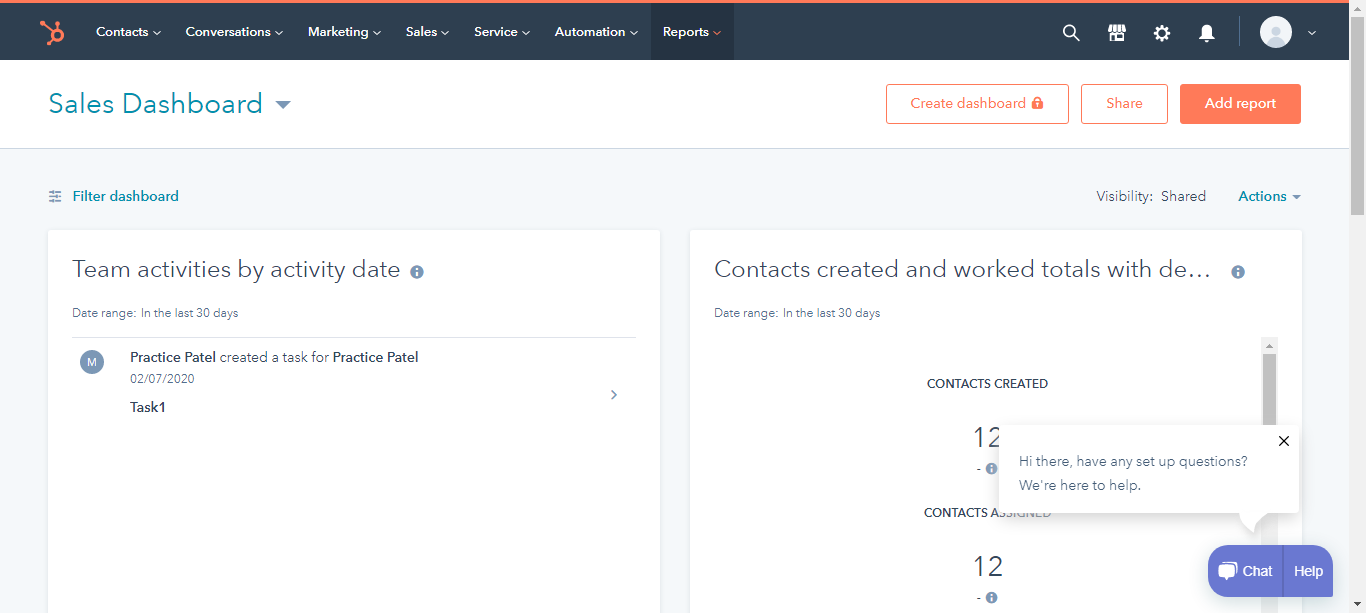 Contacts Conversations Marketing Sales Service Automation Reports
Sales Dashboard
Create dashboard Share Add report
Filter dashboard
Visibility: Shared Actions
Team activities by activity date
Date range: In the last 30 days
M
Practice Patel created a task for Practice Patel
02/07/2020
Task1
Contacts created and worked totals with de...
Date range: In the last 30 days
CONTACTS CREATED
12
-
CONTACTS ASSIGNED
12
-
Hi there, have any set up questions?
We're here to help.
Chat Help